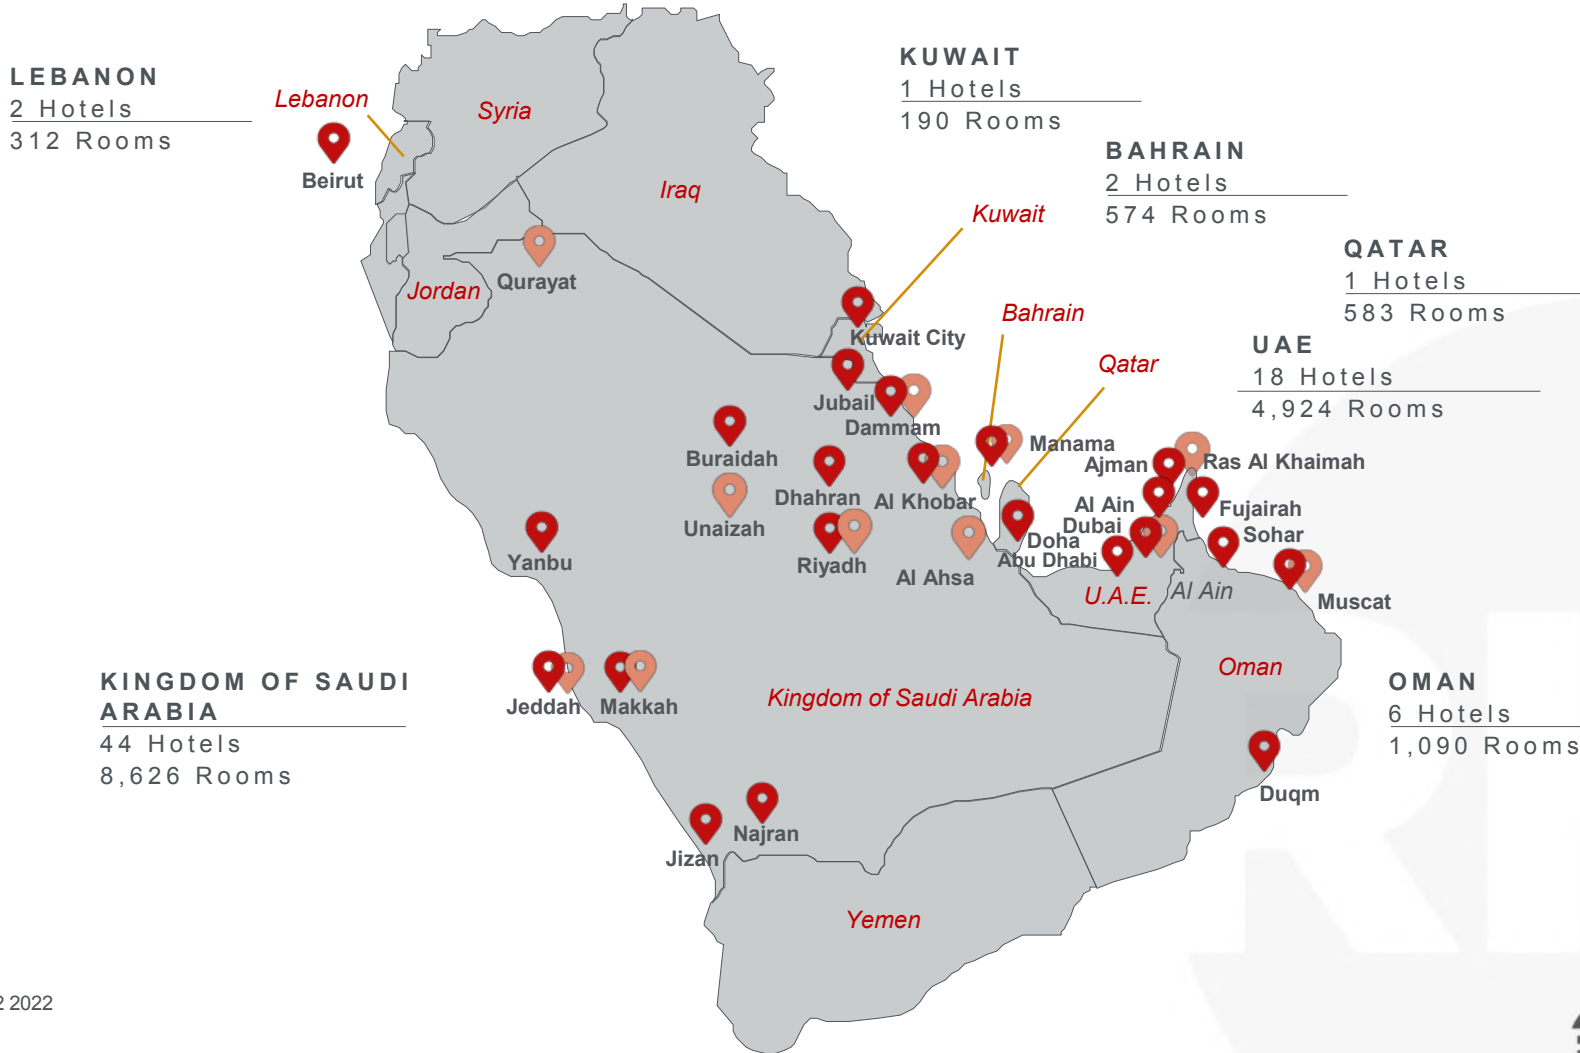 LEBANON
2 Hotels
312 Rooms
KUWAIT
1 Hotels
190 Rooms
BAHRAIN
2 Hotels
574 Rooms
QATAR
1 Hotels
583 Rooms
UAE
18 Hotels
4,924 Rooms
Lebanon
Syria
Beirut
Iraq
Kuwait
Qurayat
Jordan
Bahrain
Kuwait City
Qatar
Jubail
Dammam
Manama
Buraidah
Ajman
Ras Al Khaimah
Dhahran
Al Khobar
Al Ain
Fujairah
Unaizah
Dubai
Sohar
Doha
Yanbu
Riyadh
Al Ahsa
Abu Dhabi
U.A.E.
Al Ain
Muscat
KINGDOM OF SAUDI
ARABIA
44 Hotels
8,626 Rooms
Jeddah
Makkah
Kingdom of Saudi Arabia
Oman
OMAN
6 Hotels
1,090 Rooms
Duqm
Najran
Jizan
Yemen
2 2022